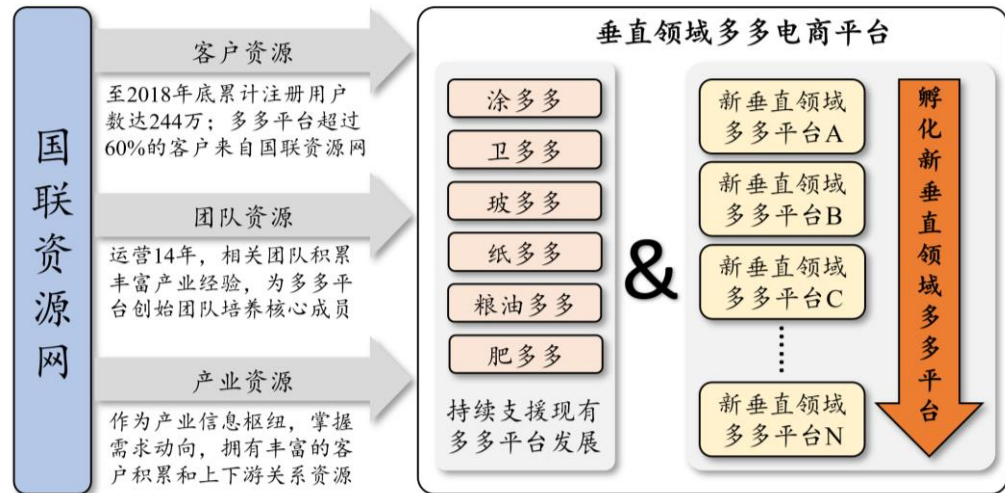 国联资源网
客户资源
至2018年底累计注册用户
数达244万；多多平台超过
60%的客户来自国联资源网
团队资源
运营14年，相关团队积累
丰富产业经验，为多多平
台创始团队培养核心成员
产业资源
作为产业信息枢纽，掌握
需求动向，拥有丰富的客
户积累和上下游关系资源
垂直领域多多电商平台
涂多多
卫多多
玻多多
纸多多
粮油多多
肥多多
持续支援现有
多多平台发展
&
新垂直领域
多多平台A
新垂直领域
多多平台B
新垂直领域
多多平台C
……
新垂直领域
多多平台N
孵化新垂直领域多多平台